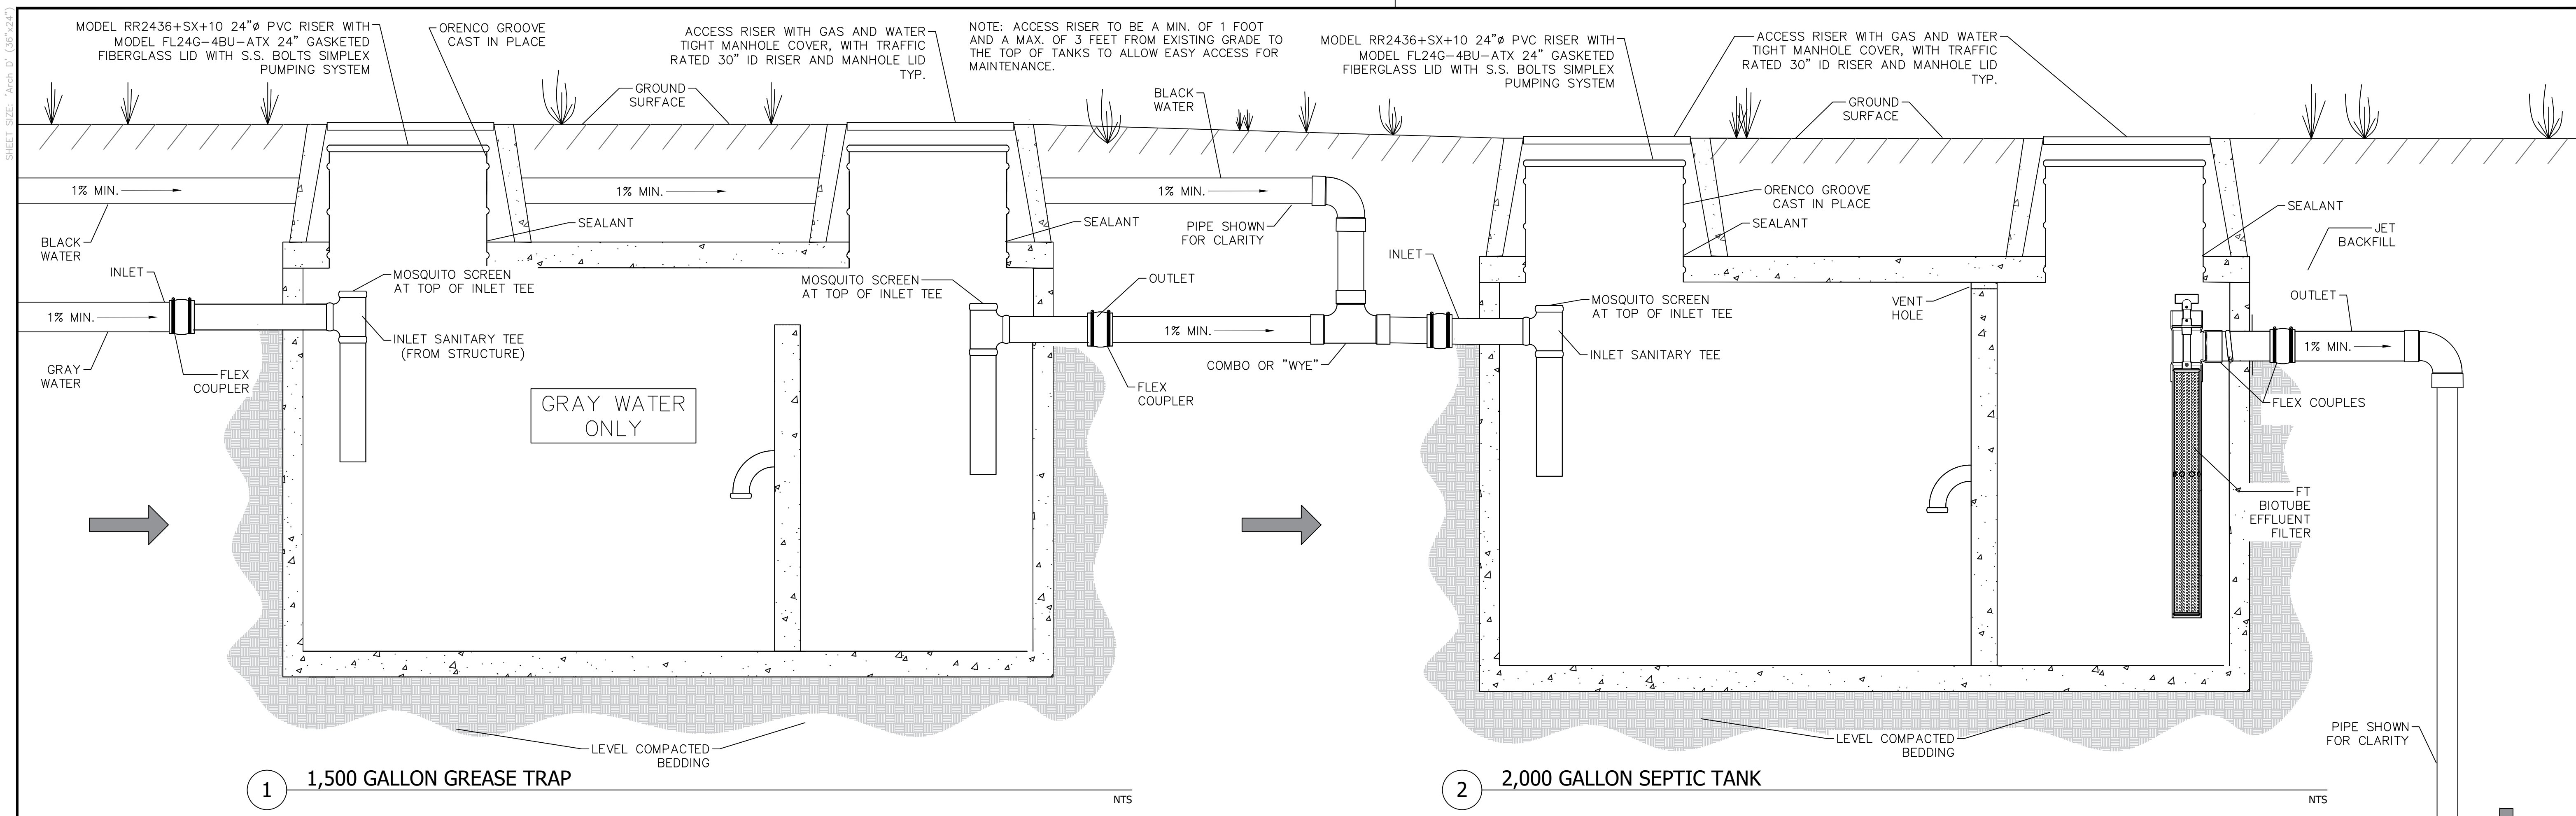 SHEET SIZE: "Arch D" (36"x24")
MODEL RR2436+SX+10 24"ø PVC RISER WITH
MODEL FL24G-4BU-ATX 24" GASKETED
FIBERGLASS LID WITH S.S. BOLTS SIMPLEX
PUMPING SYSTEM
ORENCO GROOVE
CAST IN PLACE
GROUND
SURFACE
ACCESS RISER WITH GAS AND WATER
TIGHT MANHOLE COVER, WITH TRAFFIC
RATED 30" ID RISER AND MANHOLE LID
TYP.
NOTE: ACCESS RISER TO BE A MIN. OF 1 FOOT
AND A MAX. OF 3 FEET FROM EXISTING GRADE TO
THE TOP OF TANKS TO ALLOW EASY ACCESS FOR
MAINTENANCE.
BLACK
WATER
MODEL RR2436+SX+10 24"ø PVC RISER WITH
MODEL FL24G-4BU-ATX 24" GASKETED
FIBERGLASS LID WITH S.S. BOLTS SIMPLEX
PUMPING SYSTEM
ACCESS RISER WITH GAS AND WATER
TIGHT MANHOLE COVER, WITH TRAFFIC
RATED 30" ID RISER AND MANHOLE LID
TYP.
GROUND
SURFACE
1% MIN.
1% MIN.
1% MIN.
BLACK
WATER
SEALANT
SEALANT
PIPE SHOWN
FOR CLARITY
ORENCO GROOVE
CAST IN PLACE
SEALANT
SEALANT
JET
BACKFILL
INLET
MOSQUITO SCREEN
AT TOP OF INLET TEE
MOSQUITO SCREEN
AT TOP OF INLET TEE
OUTLET
INLET
MOSQUITO SCREEN
AT TOP OF INLET TEE
VENT
HOLE
OUTLET
1% MIN.
INLET SANITARY TEE
(FROM STRUCTURE)
1% MIN.
COMBO OR "WYE"
INLET SANITARY TEE
1% MIN.
GRAY
WATER
FLEX
COUPLER
GRAY WATER
ONLY
FLEX
COUPLER
FLEX COUPLES
FT
BIOTUBE
EFFLUENT
FILTER
LEVEL COMPACTED
BEDDING
LEVEL COMPACTED
BEDDING
PIPE SHOWN
FOR CLARITY
1
1,500 GALLON GREASE TRAP
NTS
2
2,000 GALLON SEPTIC TANK
NTS